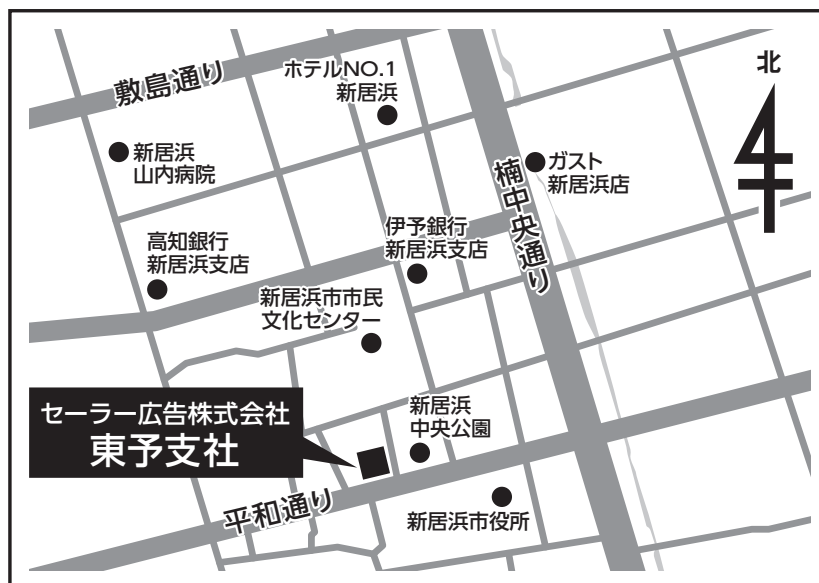 敷島通り
ホテルNO.1
新居浜
北
新居浜
山内病院
ガスト
新居浜店
楠中央通り
高知銀行
新居浜支店
伊予銀行
新居浜支店
新居浜市市民
文化センター
セーラー広告株式会社
東予支社
新居浜
中央公園
平和通り
新居浜市役所